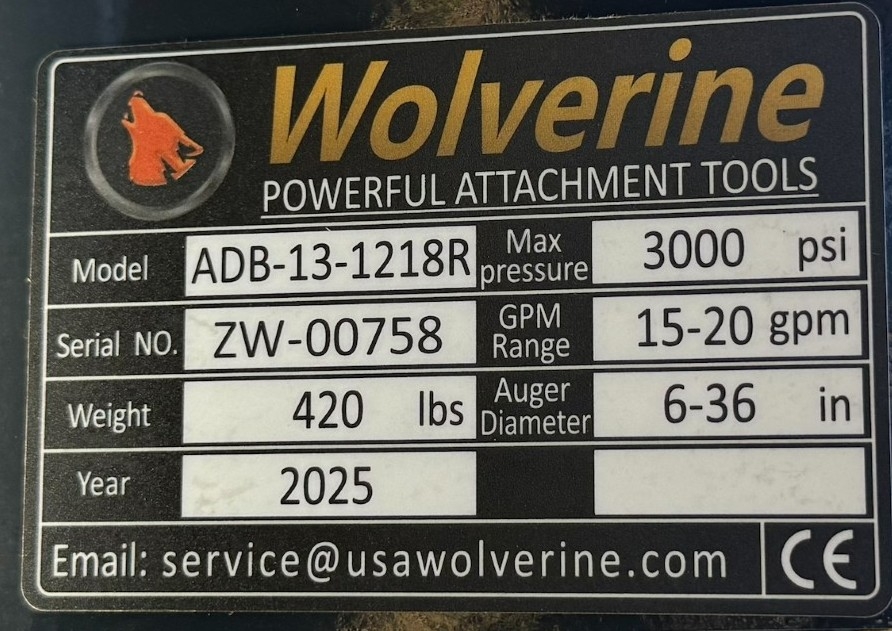 Wolverine
POWERFUL ATTACHMENT TOOLS
Model ADB-13-1218R Max pressure 3000 psi
Serial NO. ZW-00758 GPM Range 15-20 gpm
Weight 420 lbs Auger Diameter 6-36 in
Year 2025
Email: service@usawolverine.com CE